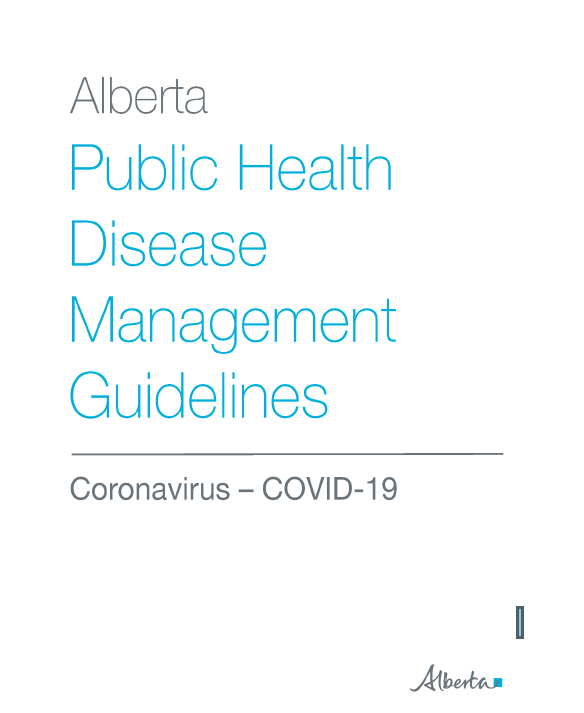 Alberta
Public Health
Disease
Management
Guidelines
Coronavirus – COVID-19
Alberta